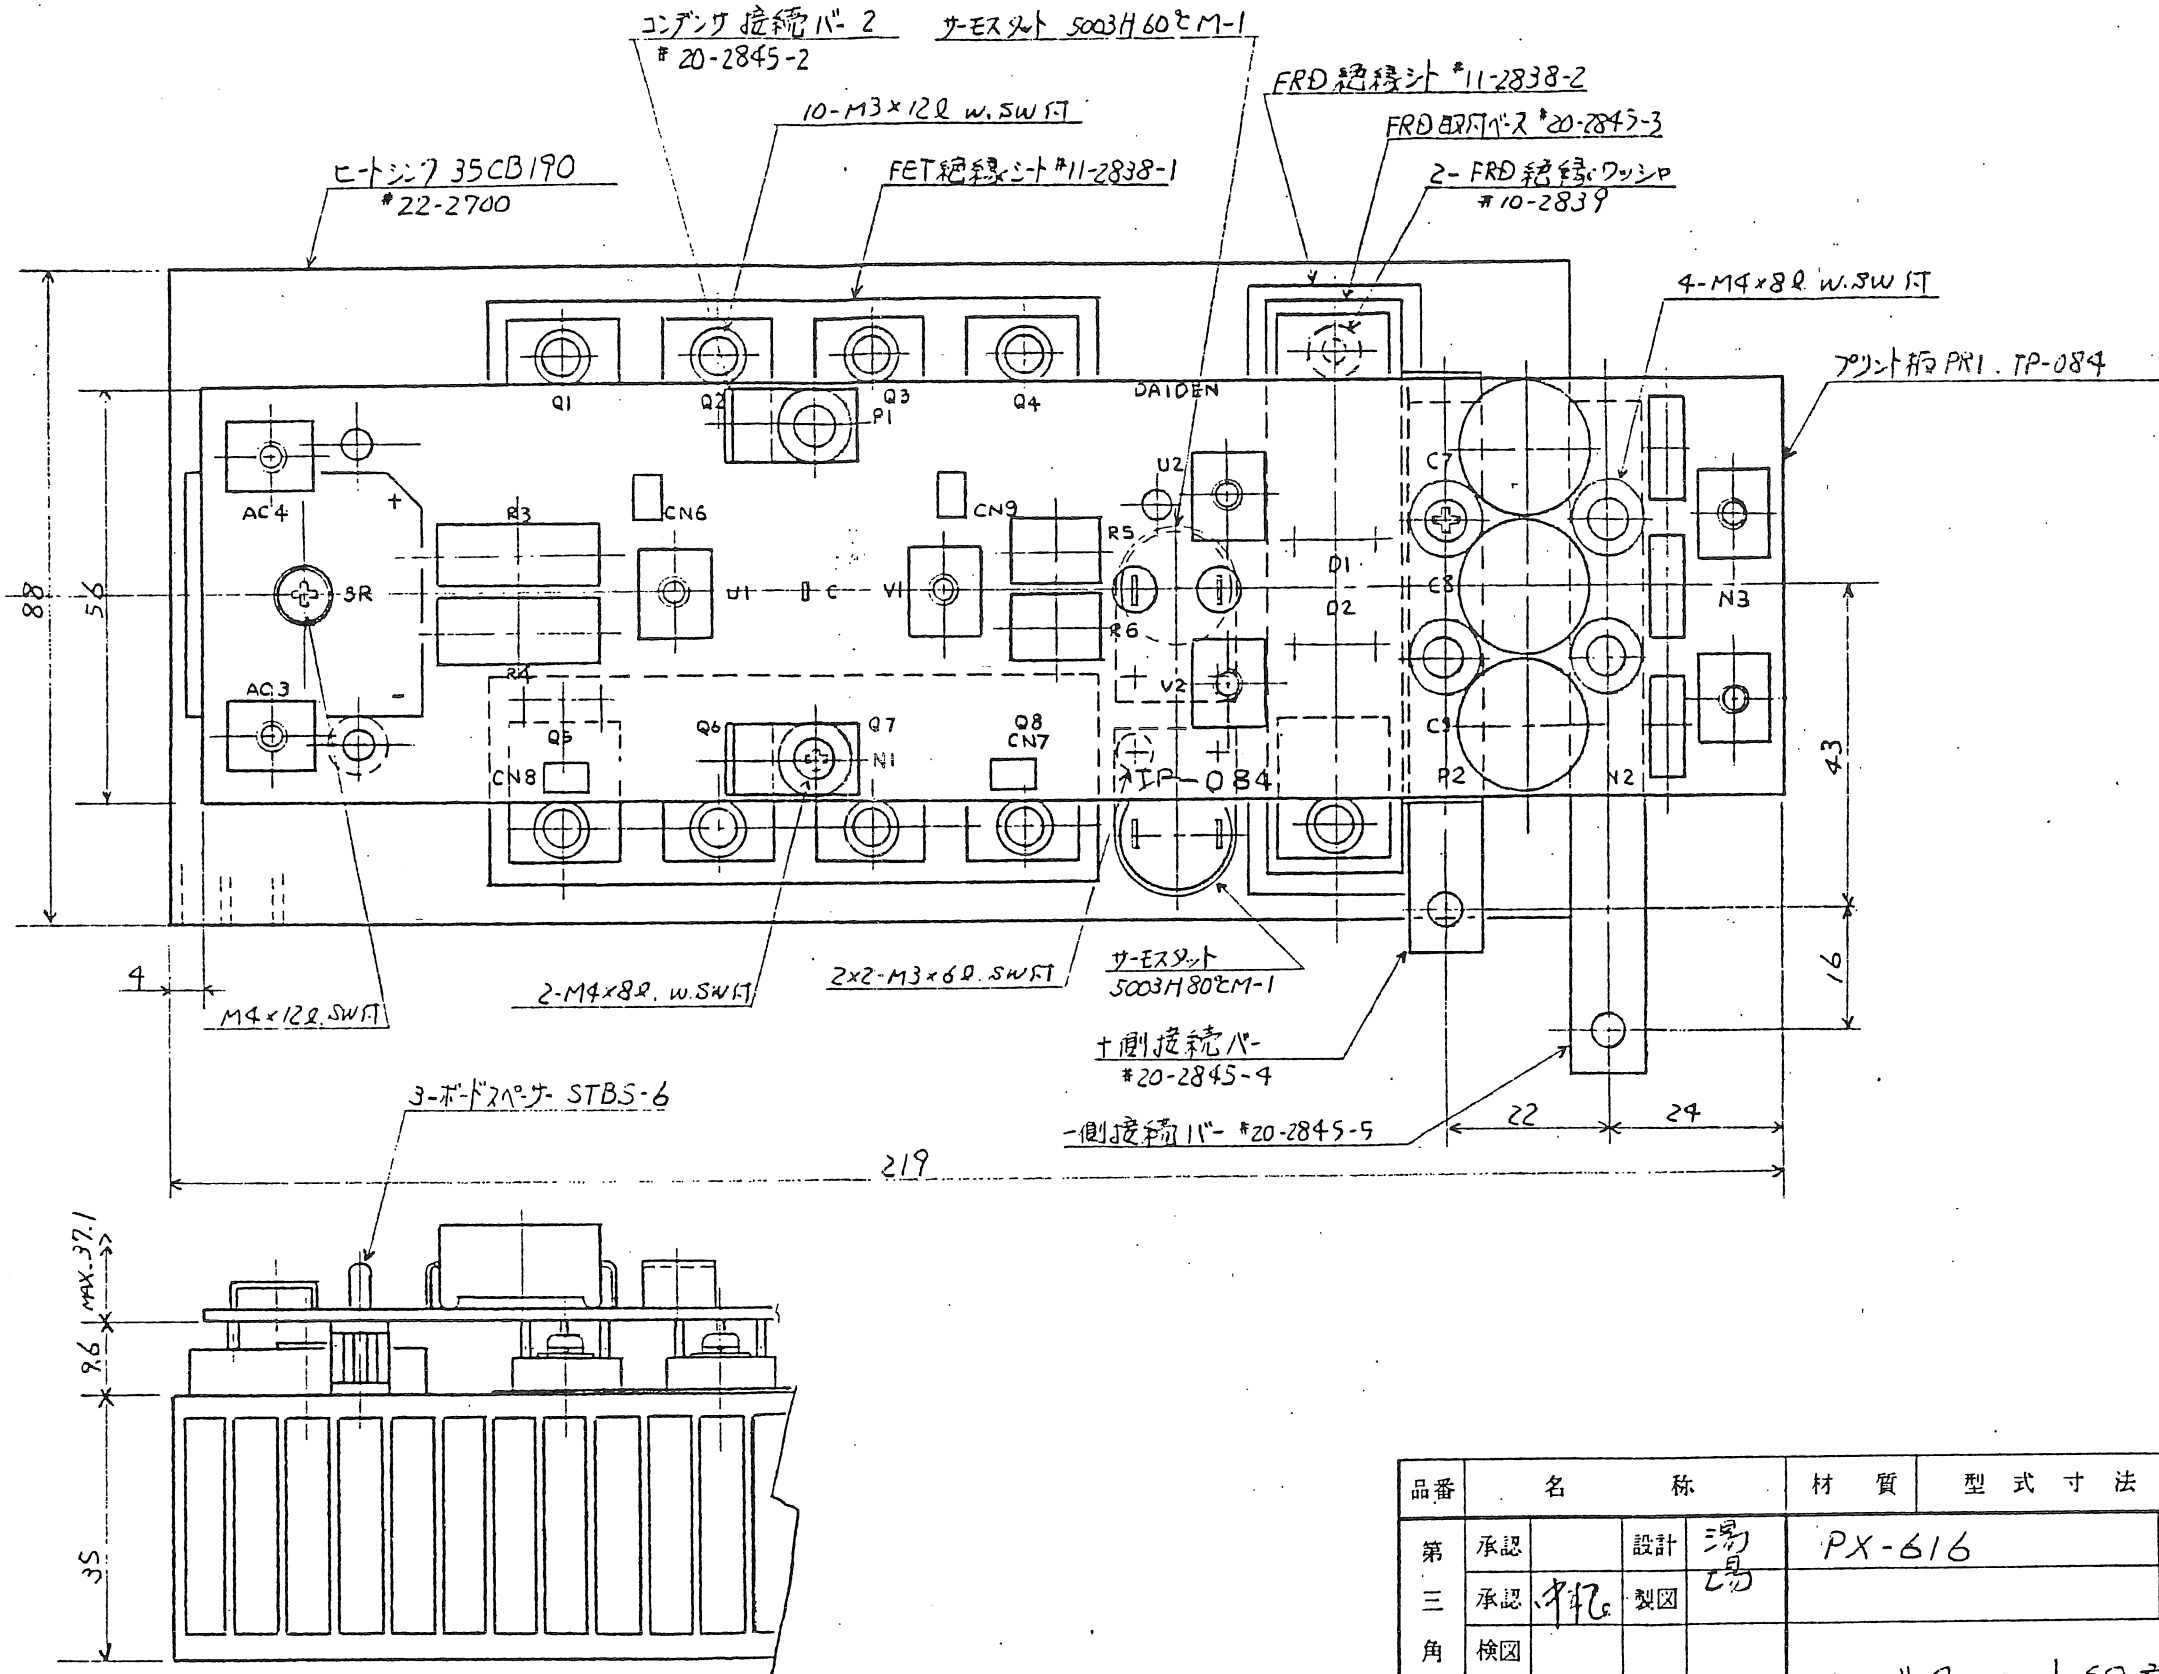 コンデンサ 接続バー 2
#20-2845-2
サーモスタット 5003H60℃M-1
FRD絶縁シート #11-2838-2
10-M3×12ℓ w.SW付
FRD取付ベース #20-2845-3
ヒートシンク 35CB190
#22-2700
FET絶縁シート #11-2838-1
2-FRD絶縁ワッシャ
#10-2839
4-M4×8ℓ w.SW付
プリント板 PR1. TP-084
Q1
Q2
Q3
Q4
P1
DAIDEN
U2
C7
AC4
+
R3
CN6
CN9
R5
D1
88
56
SR
U1
C
V1
D2
C8
N3
R6
R4
AC3
-
V2
Q5
Q6
Q7
Q8
CN7
N1
C9
CN8
TP-084
P2
N2
43
4
M4×12ℓ.SW付
2-M4×8ℓ. w.SW付
2×2-M3×6ℓ.SW付
サーモスタット
5003H80℃M-1
16
+側接続バー
#20-2845-4
3-ボードスペーサー STBS-6
-側接続バー #20-2845-5
22
24
219
MAX.37.1
9.6
35
品番 名 称 材 質 型 式 寸 法
第 承認 設計 湯 PX-616
三 承認 製図 湯
角 検図